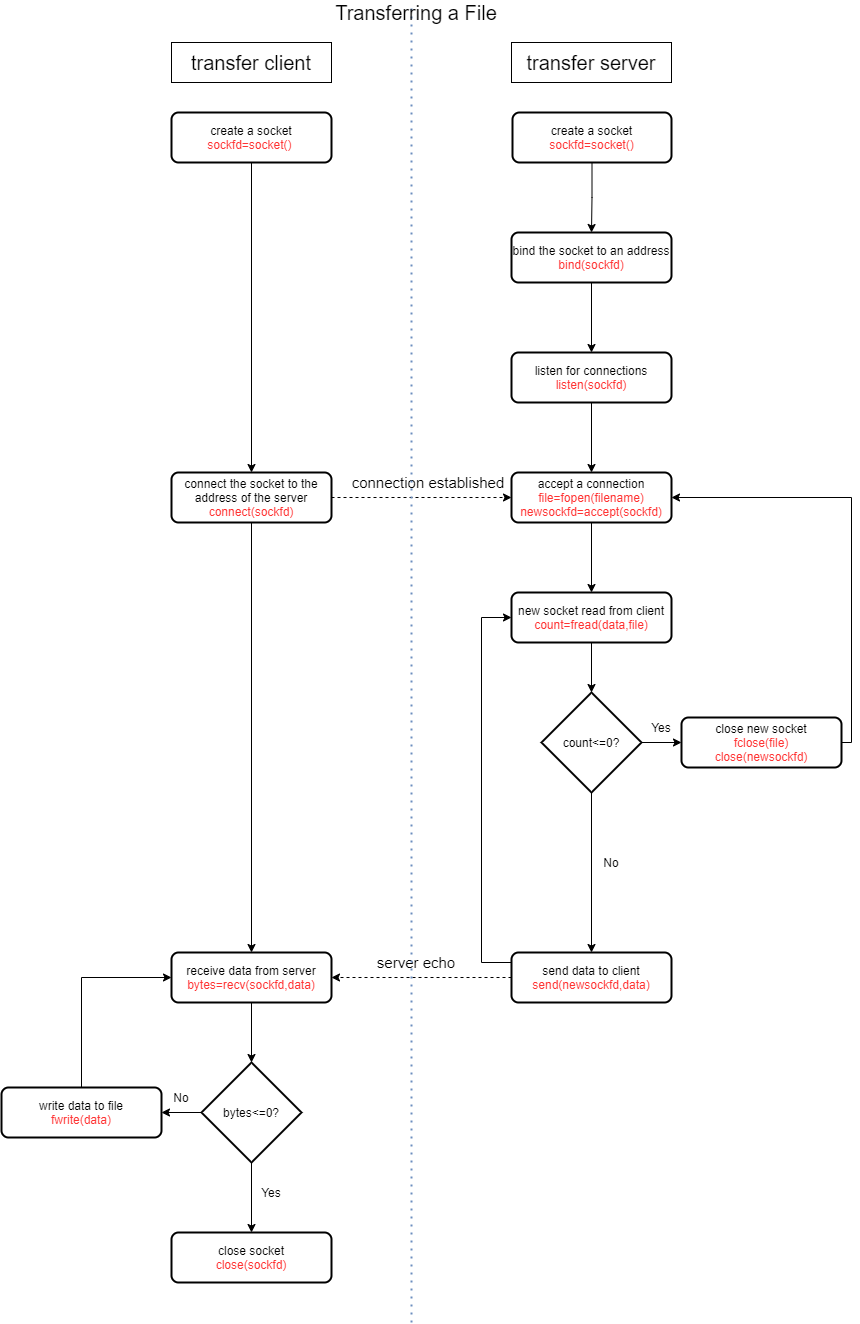 Transferring a File
transfer client
transfer server
create a socket
sockfd=socket()
create a socket
sockfd=socket()
bind the socket to an address
bind(sockfd)
listen for connections
listen(sockfd)
connect the socket to the
address of the server
connect(sockfd)
connection established
accept a connection
file=fopen(filename)
newsockfd=accept(sockfd)
new socket read from client
count=fread(data,file)
count<=0?
Yes
close new socket
fclose(file)
close(newsockfd)
No
receive data from server
bytes=recv(sockfd,data)
server echo
send data to client
send(newsockfd,data)
write data to file
fwrite(data)
No
bytes<=0?
Yes
close socket
close(sockfd)